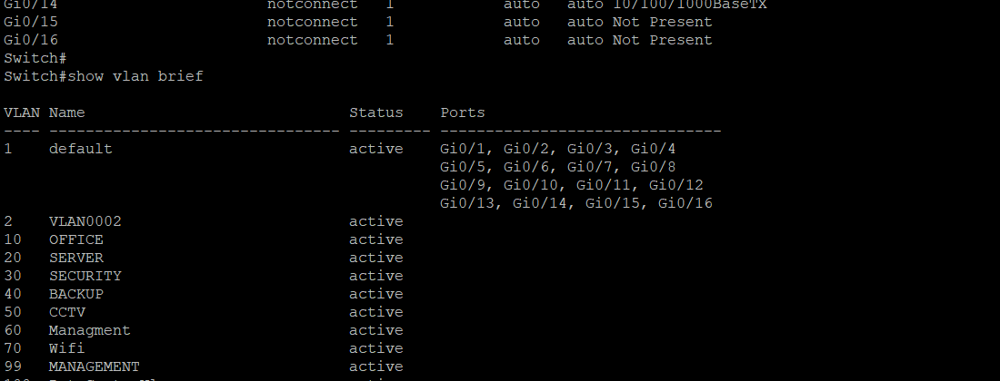 Gi0/14                       notconnect   1            auto   auto 10/100/1000BaseTX
Gi0/15                       notconnect   1            auto   auto Not Present
Gi0/16                       notconnect   1            auto   auto Not Present
Switch#
Switch#show vlan brief

VLAN Name                             Status    Ports
---- -------------------------------- --------- -------------------------------
1    default                          active    Gi0/1, Gi0/2, Gi0/3, Gi0/4
                                                Gi0/5, Gi0/6, Gi0/7, Gi0/8
                                                Gi0/9, Gi0/10, Gi0/11, Gi0/12
                                                Gi0/13, Gi0/14, Gi0/15, Gi0/16
2    VLAN0002                         active
10   OFFICE                           active
20   SERVER                           active
30   SECURITY                         active
40   BACKUP                           active
50   CCTV                             active
60   Managment                        active
70   Wifi                             active
99   MANAGEMENT                       active